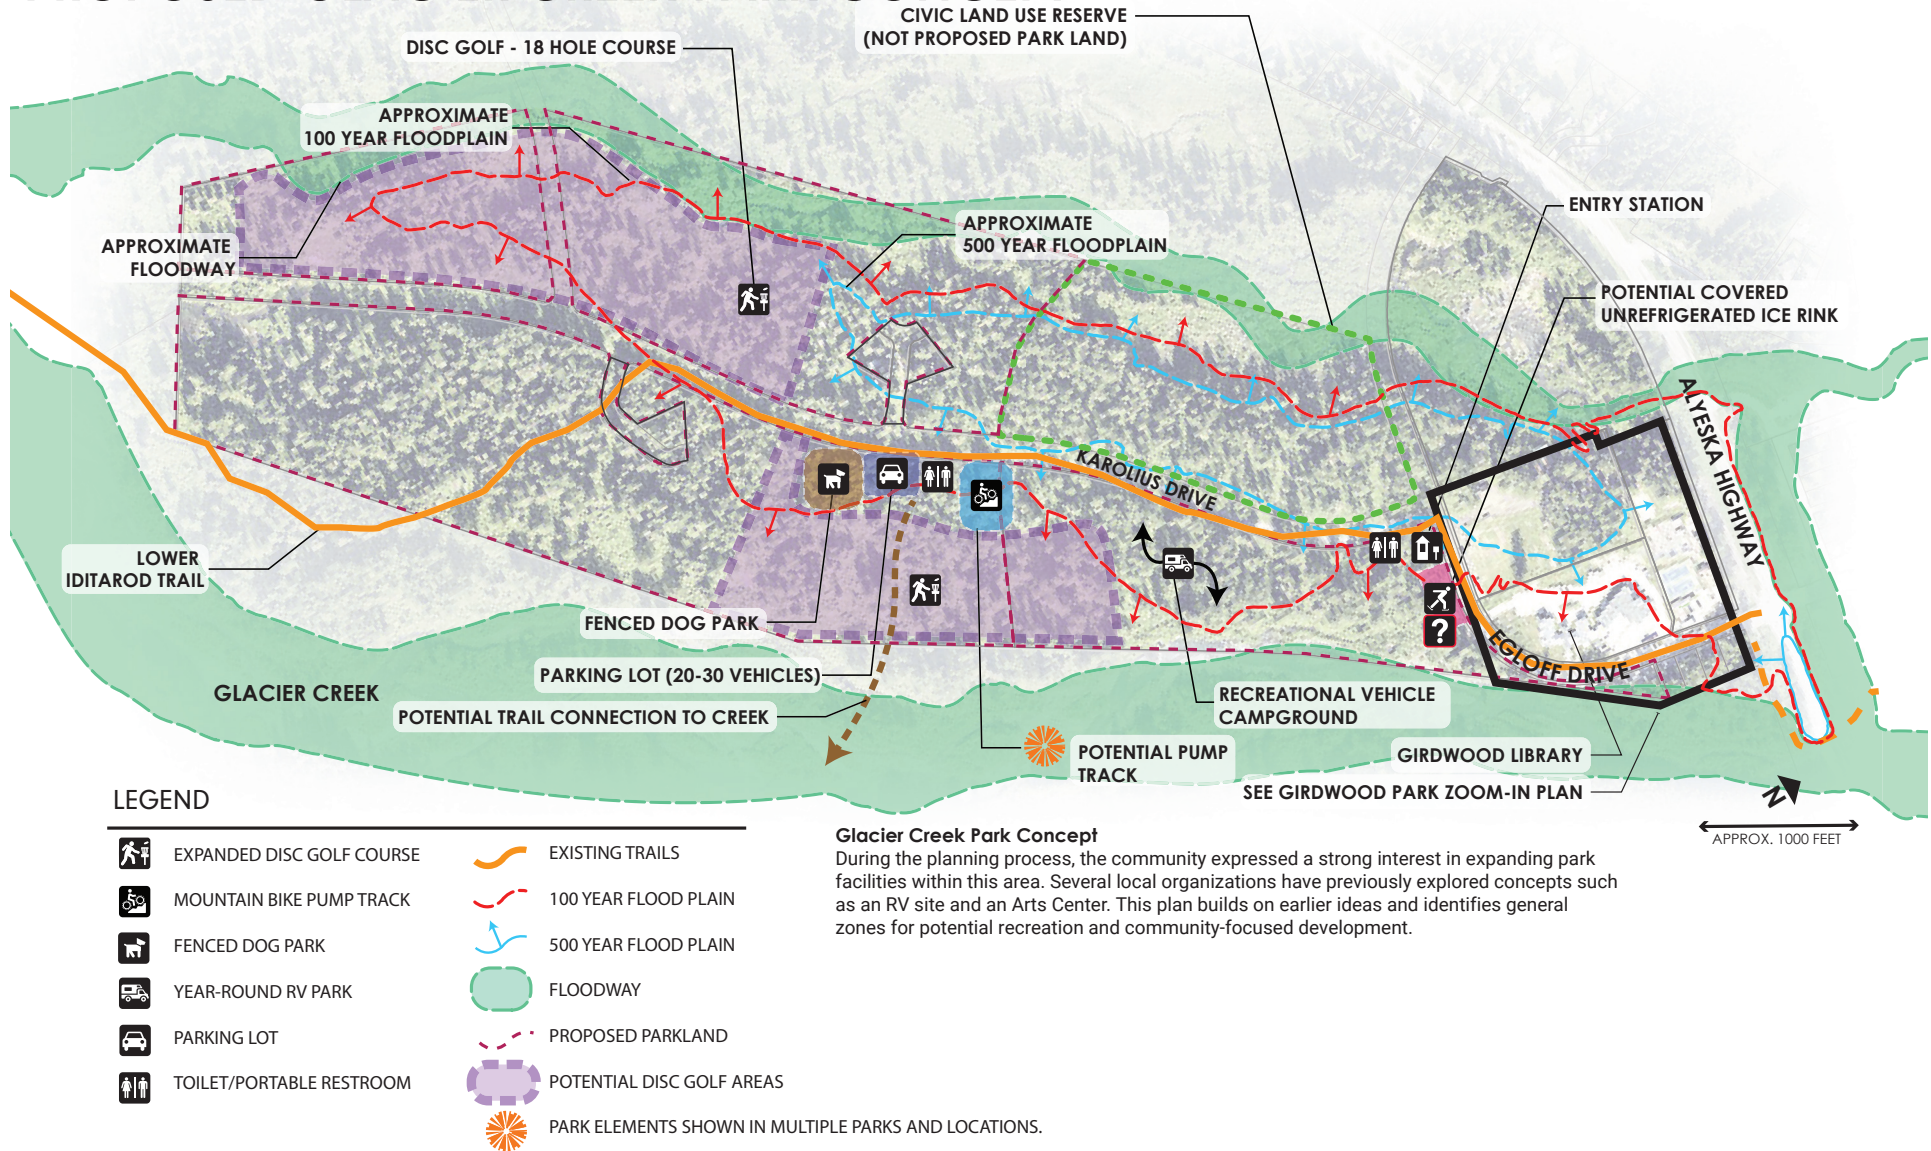 CIVIC LAND USE RESERVE
(NOT PROPOSED PARK LAND)
DISC GOLF - 18 HOLE COURSE
APPROXIMATE
100 YEAR FLOODPLAIN
ENTRY STATION
APPROXIMATE
500 YEAR FLOODPLAIN
APPROXIMATE
FLOODWAY
POTENTIAL COVERED
UNREFRIGERATED ICE RINK
ALYESKA HIGHWAY
KAROLIUS DRIVE
LOWER
IDITAROD TRAIL
FENCED DOG PARK
?
EGLOFF DRIVE
PARKING LOT (20-30 VEHICLES)
GLACIER CREEK
RECREATIONAL VEHICLE
CAMPGROUND
POTENTIAL TRAIL CONNECTION TO CREEK
POTENTIAL PUMP
TRACK
GIRDWOOD LIBRARY
SEE GIRDWOOD PARK ZOOM-IN PLAN
N
APPROX. 1000 FEET
LEGEND
EXPANDED DISC GOLF COURSE
MOUNTAIN BIKE PUMP TRACK
FENCED DOG PARK
YEAR-ROUND RV PARK
PARKING LOT
TOILET/PORTABLE RESTROOM
EXISTING TRAILS
100 YEAR FLOOD PLAIN
500 YEAR FLOOD PLAIN
FLOODWAY
PROPOSED PARKLAND
POTENTIAL DISC GOLF AREAS
PARK ELEMENTS SHOWN IN MULTIPLE PARKS AND LOCATIONS.
Glacier Creek Park Concept
During the planning process, the community expressed a strong interest in expanding park
facilities within this area. Several local organizations have previously explored concepts such
as an RV site and an Arts Center. This plan builds on earlier ideas and identifies general
zones for potential recreation and community-focused development.